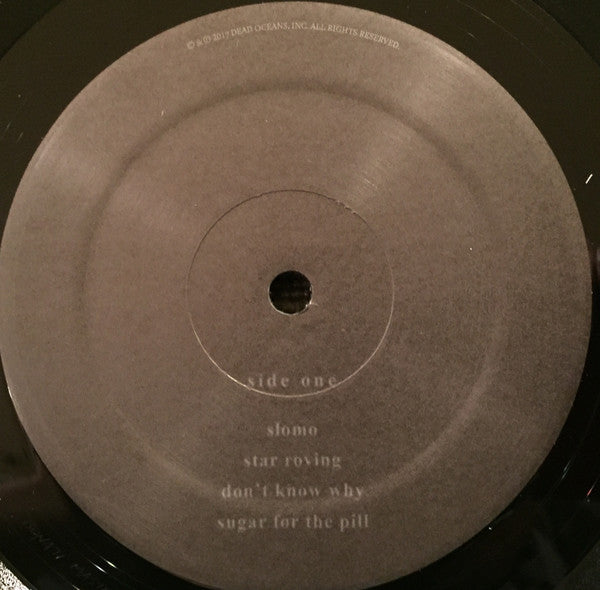 © & ℗ 2017 DEAD OCEANS, INC. ALL RIGHTS RESERVED.
side one
slomo
star roving
don't know why
sugar for the pill